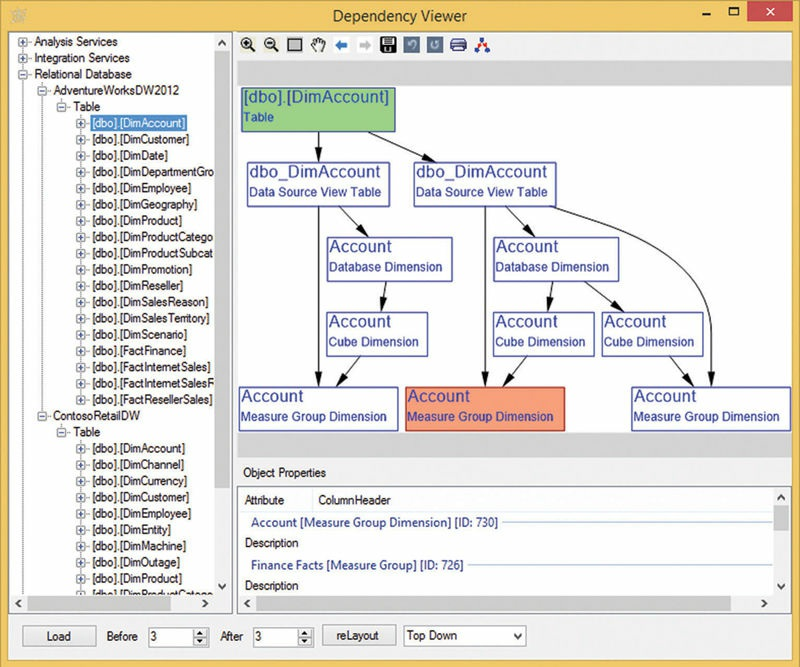 Dependency Viewer
Analysis Services
Integration Services
Relational Database
AdventureWorksDW2012
Table
[dbo].[DimAccount]
[dbo].[DimCustomer]
[dbo].[DimDate]
[dbo].[DimDepartmentGro
[dbo].[DimEmployee]
[dbo].[DimGeography]
[dbo].[DimProduct]
[dbo].[DimProductCatego
[dbo].[DimProductSubcat
[dbo].[DimPromotion]
[dbo].[DimReseller]
[dbo].[DimSalesReason]
[dbo].[DimSalesTerritory]
[dbo].[DimScenario]
[dbo].[FactFinance]
[dbo].[FactInternetSales]
[dbo].[FactInternetSalesR
[dbo].[FactResellerSales]
ContosoRetailDW
Table
[dbo].[DimAccount]
[dbo].[DimChannel]
[dbo].[DimCurrency]
[dbo].[DimCustomer]
[dbo].[DimEmployee]
[dbo].[DimEntity]
[dbo].[DimMachine]
[dbo].[DimOutage]
[dbo].[DimProduct]
[dbo].[DimProductCatego
[dbo].[DimAccount]
Table
dbo_DimAccount
Data Source View Table
dbo_DimAccount
Data Source View Table
Account
Database Dimension
Account
Database Dimension
Account
Cube Dimension
Account
Cube Dimension
Account
Cube Dimension
Account
Measure Group Dimension
Account
Measure Group Dimension
Account
Measure Group Dimension
Object Properties
Attribute ColumnHeader
Account [Measure Group Dimension] [ID: 730]
Description
Finance Facts [Measure Group] [ID: 726]
Description
Load Before 3 After 3 reLayout Top Down